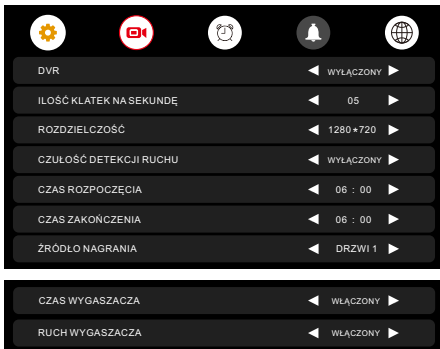 DVR ◀ WYŁĄCZONY ▶
ILOŚĆ KLATEK NA SEKUNDĘ ◀ 05 ▶
ROZDZIELCZOŚĆ ◀ 1280*720 ▶
CZUŁOŚĆ DETEKCJI RUCHU ◀ WYŁĄCZONY ▶
CZAS ROZPOCZĘCIA ◀ 06 : 00 ▶
CZAS ZAKOŃCZENIA ◀ 06 : 00 ▶
ŹRÓDŁO NAGRANIA ◀ DRZWI 1 ▶
CZAS WYGASZACZA ◀ WŁĄCZONY ▶
RUCH WYGASZACZA ◀ WŁĄCZONY ▶